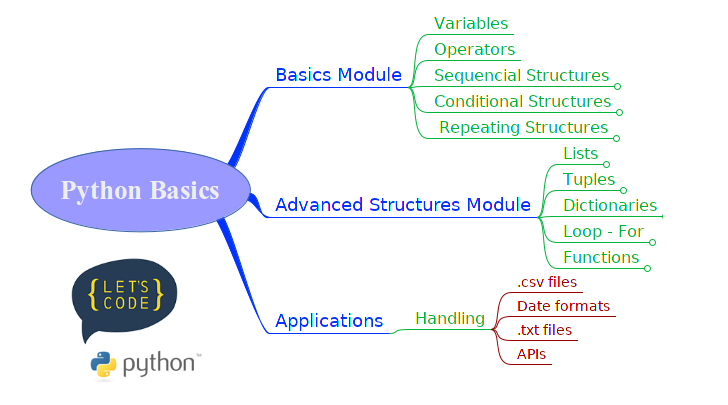 Variables
Operators
Basics Module
Sequencial Structures
Conditional Structures
Repeating Structures
Python Basics
Lists
Tuples
Advanced Structures Module
Dictionaries
Loop - For
Functions
{LET'S
CODE}
Applications
Handling
.csv files
Date formats
.txt files
APIs
python™